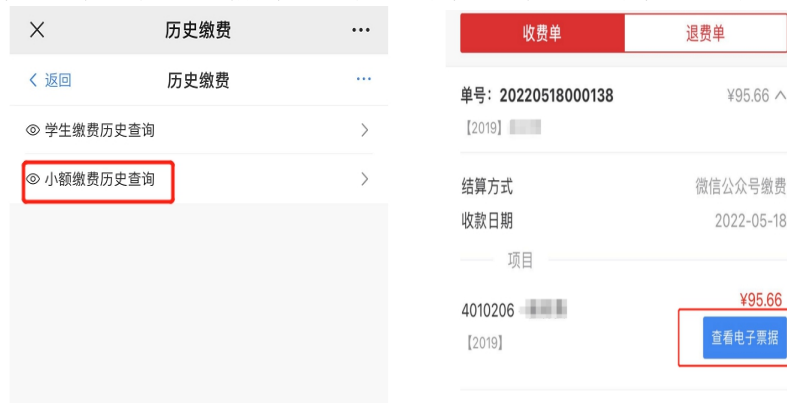 历史缴费
返回
历史缴费
学生缴费历史查询
小额缴费历史查询
收费单 退费单
单号：20220518000138 ¥95.66
【2019】
结算方式 微信公众号缴费
收款日期 2022-05-18
项目
¥95.66
4010206
查看电子票据
【2019】